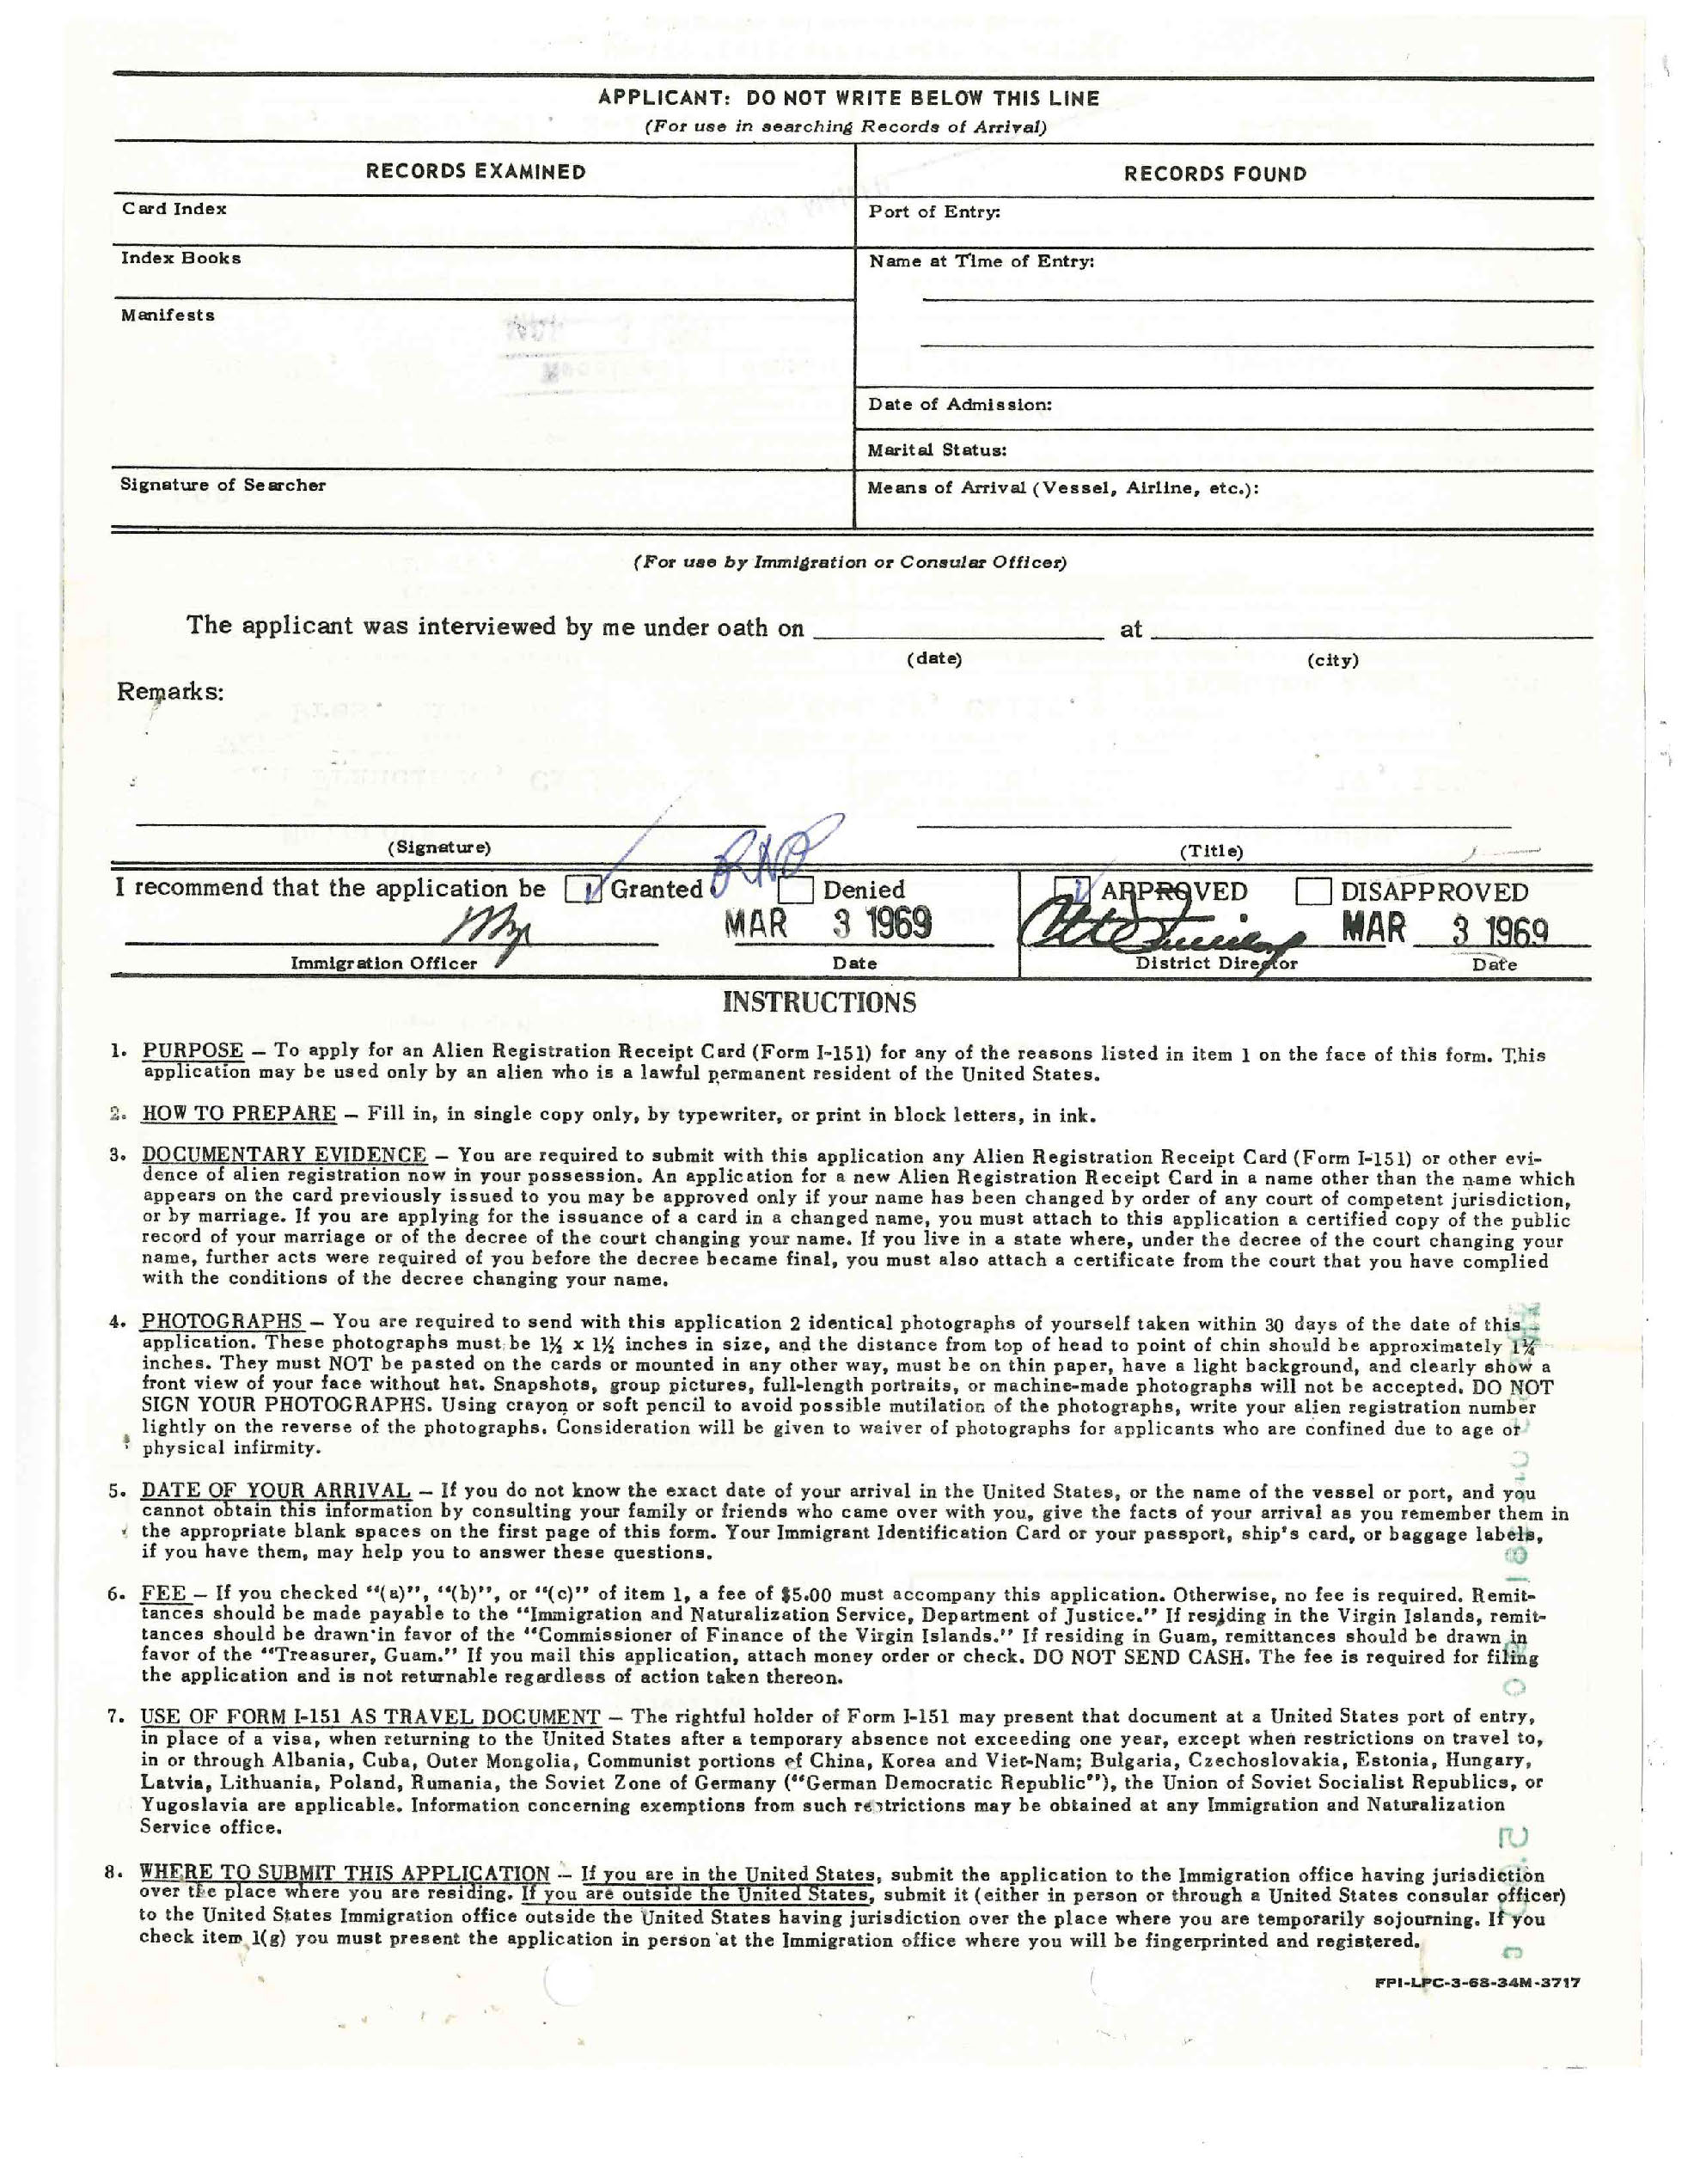 APPLICANT: DO NOT WRITE BELOW THIS LINE
(For use in searching Records of Arrival)
RECORDS EXAMINED
RECORDS FOUND
Card Index
Port of Entry:
Index Books
Name at Time of Entry:
Manifests
Date of Admission:
Marital Status:
Signature of Searcher
Means of Arrival (Vessel, Airline, etc.):
(For use by Immigration or Consular Officer)
The applicant was interviewed by me under oath on at
(date) (city)
Remarks:
(Signature) (Title)
I recommend that the application be Granted Denied APPROVED DISAPPROVED
MAR 3 1969 MAR 3 1969
Immigration Officer Date District Director Date
INSTRUCTIONS
1. PURPOSE — To apply for an Alien Registration Receipt Card (Form I-151) for any of the reasons listed in item 1 on the face of this form. This
application may be used only by an alien who is a lawful permanent resident of the United States.
2. HOW TO PREPARE — Fill in, in single copy only, by typewriter, or print in block letters, in ink.
3. DOCUMENTARY EVIDENCE — You are required to submit with this application any Alien Registration Receipt Card (Form I-151) or other evi-
dence of alien registration now in your possession. An application for a new Alien Registration Receipt Card in a name other than the name which
appears on the card previously issued to you may be approved only if your name has been changed by order of any court of competent jurisdiction,
or by marriage. If you are applying for the issuance of a card in a changed name, you must attach to this application a certified copy of the public
record of your marriage or of the decree of the court changing your name. If you live in a state where, under the decree of the court changing your
name, further acts were required of you before the decree became final, you must also attach a certificate from the court that you have complied
with the conditions of the decree changing your name.
4. PHOTOGRAPHS — You are required to send with this application 2 identical photographs of yourself taken within 30 days of the date of this
application. These photographs must be 1½ x 1½ inches in size, and the distance from top of head to point of chin should be approximately 1¼
inches. They must NOT be pasted on the cards or mounted in any other way, must be on thin paper, have a light background, and clearly show a
front view of your face without hat. Snapshots, group pictures, full-length portraits, or machine-made photographs will not be accepted. DO NOT
SIGN YOUR PHOTOGRAPHS. Using crayon or soft pencil to avoid possible mutilation of the photographs, write your alien registration number
lightly on the reverse of the photographs. Consideration will be given to waiver of photographs for applicants who are confined due to age or
physical infirmity.
5. DATE OF YOUR ARRIVAL — If you do not know the exact date of your arrival in the United States, or the name of the vessel or port, and you
cannot obtain this information by consulting your family or friends who came over with you, give the facts of your arrival as you remember them in
the appropriate blank spaces on the first page of this form. Your Immigrant Identification Card or your passport, ship's card, or baggage labels,
if you have them, may help you to answer these questions.
6. FEE — If you checked "(a)", "(b)", or "(c)" of item 1, a fee of $5.00 must accompany this application. Otherwise, no fee is required. Remit-
tances should be made payable to the "Immigration and Naturalization Service, Department of Justice." If residing in the Virgin Islands, remit-
tances should be drawn in favor of the "Commissioner of Finance of the Virgin Islands." If residing in Guam, remittances should be drawn in
favor of the "Treasurer, Guam." If you mail this application, attach money order or check. DO NOT SEND CASH. The fee is required for filing
the application and is not returnable regardless of action taken thereon.
7. USE OF FORM I-151 AS TRAVEL DOCUMENT — The rightful holder of Form I-151 may present that document at a United States port of entry,
in place of a visa, when returning to the United States after a temporary absence not exceeding one year, except when restrictions on travel to,
in or through Albania, Cuba, Outer Mongolia, Communist portions of China, Korea and Viet-Nam; Bulgaria, Czechoslovakia, Estonia, Hungary,
Latvia, Lithuania, Poland, Rumania, the Soviet Zone of Germany ("German Democratic Republic"), the Union of Soviet Socialist Republics, or
Yugoslavia are applicable. Information concerning exemptions from such restrictions may be obtained at any Immigration and Naturalization
Service office.
8. WHERE TO SUBMIT THIS APPLICATION — If you are in the United States, submit the application to the Immigration office having jurisdiction
over the place where you are residing. If you are outside the United States, submit it (either in person or through a United States consular officer)
to the United States Immigration office outside the United States having jurisdiction over the place where you are temporarily sojourning. If you
check item 1(g) you must present the application in person at the Immigration office where you will be fingerprinted and registered.
FPI-LPC-3-68-34M-3717